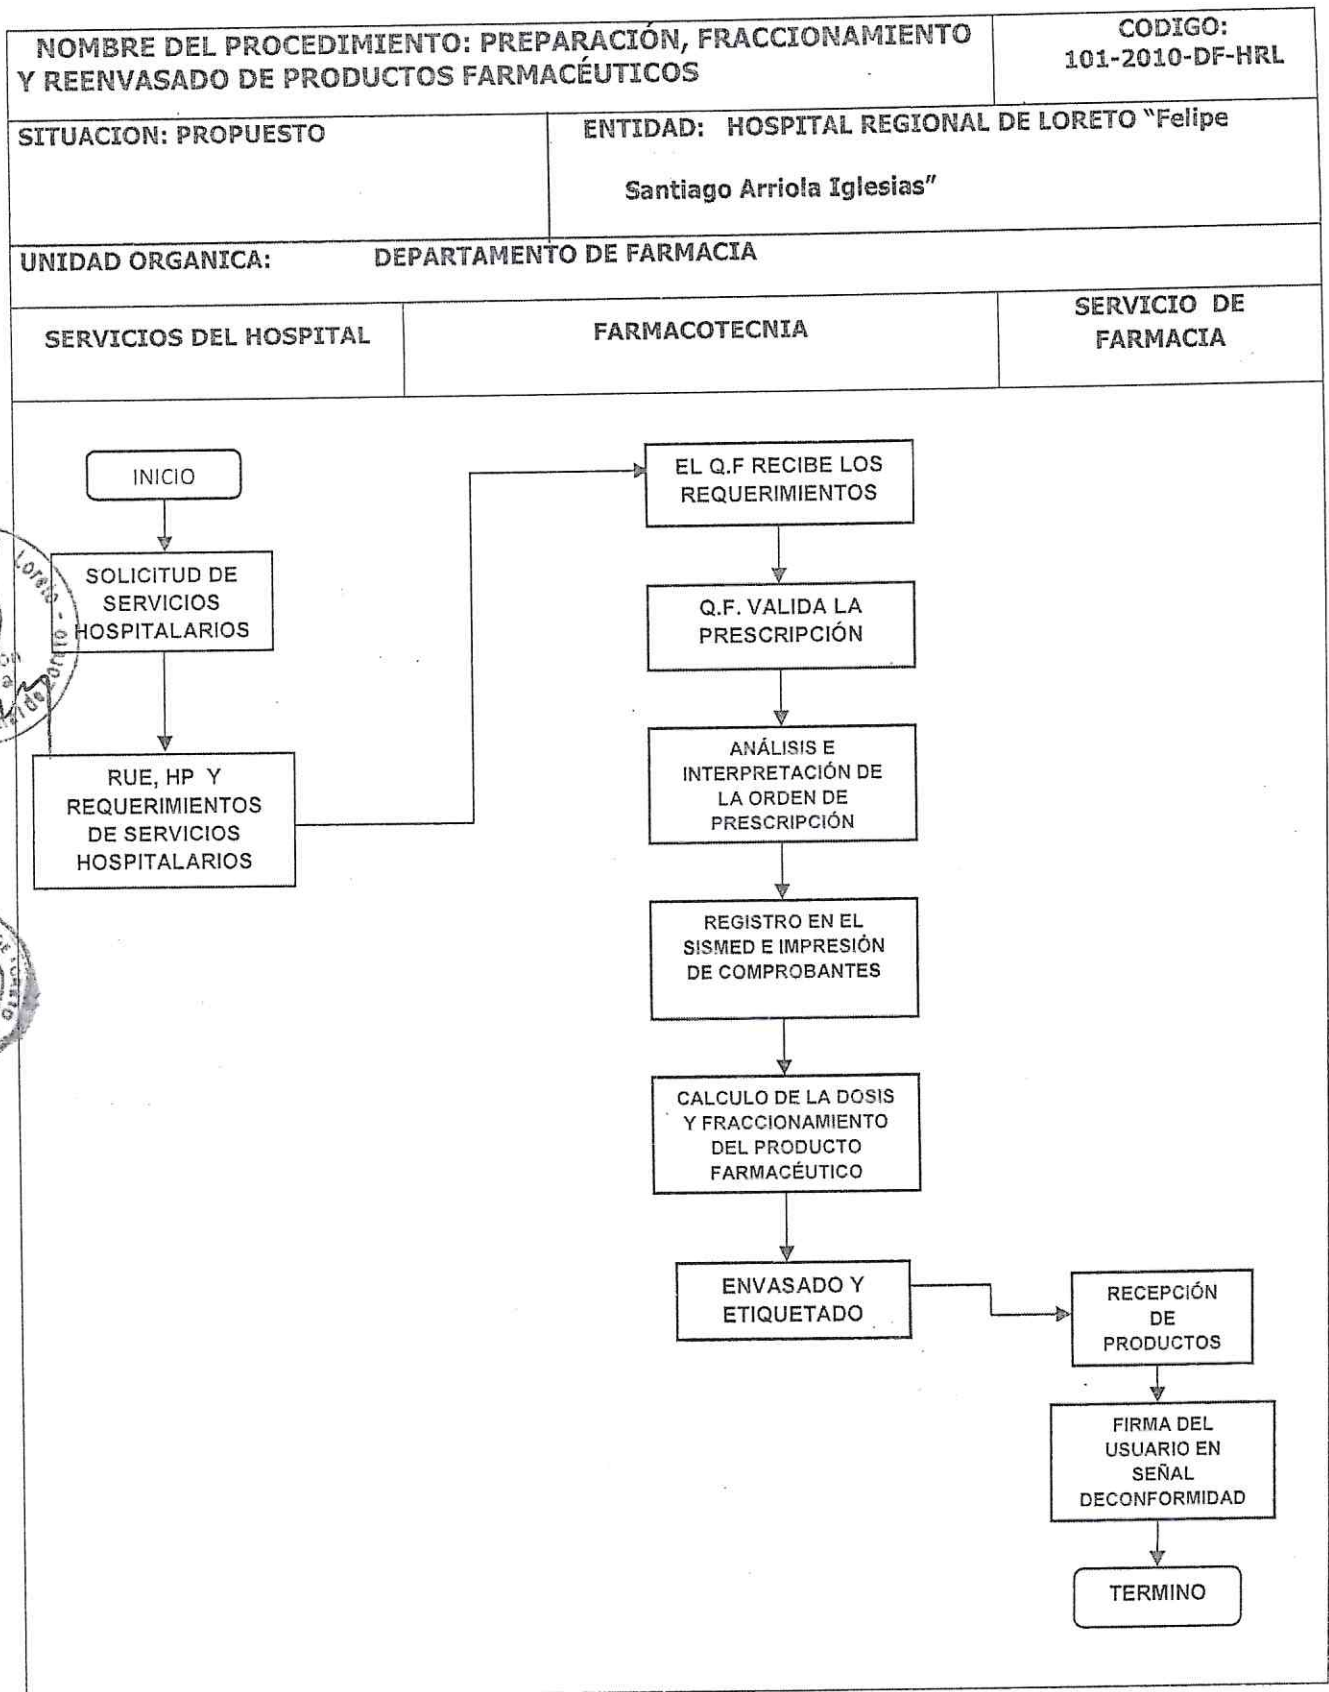 NOMBRE DEL PROCEDIMIENTO: PREPARACIÓN, FRACCIONAMIENTO
Y REENVASADO DE PRODUCTOS FARMACÉUTICOS
CODIGO:
101-2010-DF-HRL
SITUACION: PROPUESTO
ENTIDAD: HOSPITAL REGIONAL DE LORETO "Felipe
Santiago Arriola Iglesias"
UNIDAD ORGANICA: DEPARTAMENTO DE FARMACIA
SERVICIOS DEL HOSPITAL
FARMACOTECNIA
SERVICIO DE
FARMACIA
INICIO
SOLICITUD DE
SERVICIOS
HOSPITALARIOS
RUE, HP Y
REQUERIMIENTOS
DE SERVICIOS
HOSPITALARIOS
EL Q.F RECIBE LOS
REQUERIMIENTOS
Q.F. VALIDA LA
PRESCRIPCIÓN
ANÁLISIS E
INTERPRETACIÓN DE
LA ORDEN DE
PRESCRIPCIÓN
REGISTRO EN EL
SISMED E IMPRESIÓN
DE COMPROBANTES
CALCULO DE LA DOSIS
Y FRACCIONAMIENTO
DEL PRODUCTO
FARMACÉUTICO
ENVASADO Y
ETIQUETADO
RECEPCIÓN
DE
PRODUCTOS
FIRMA DEL
USUARIO EN
SEÑAL
DECONFORMIDAD
TERMINO
Loreto -
Loreto
LORETO